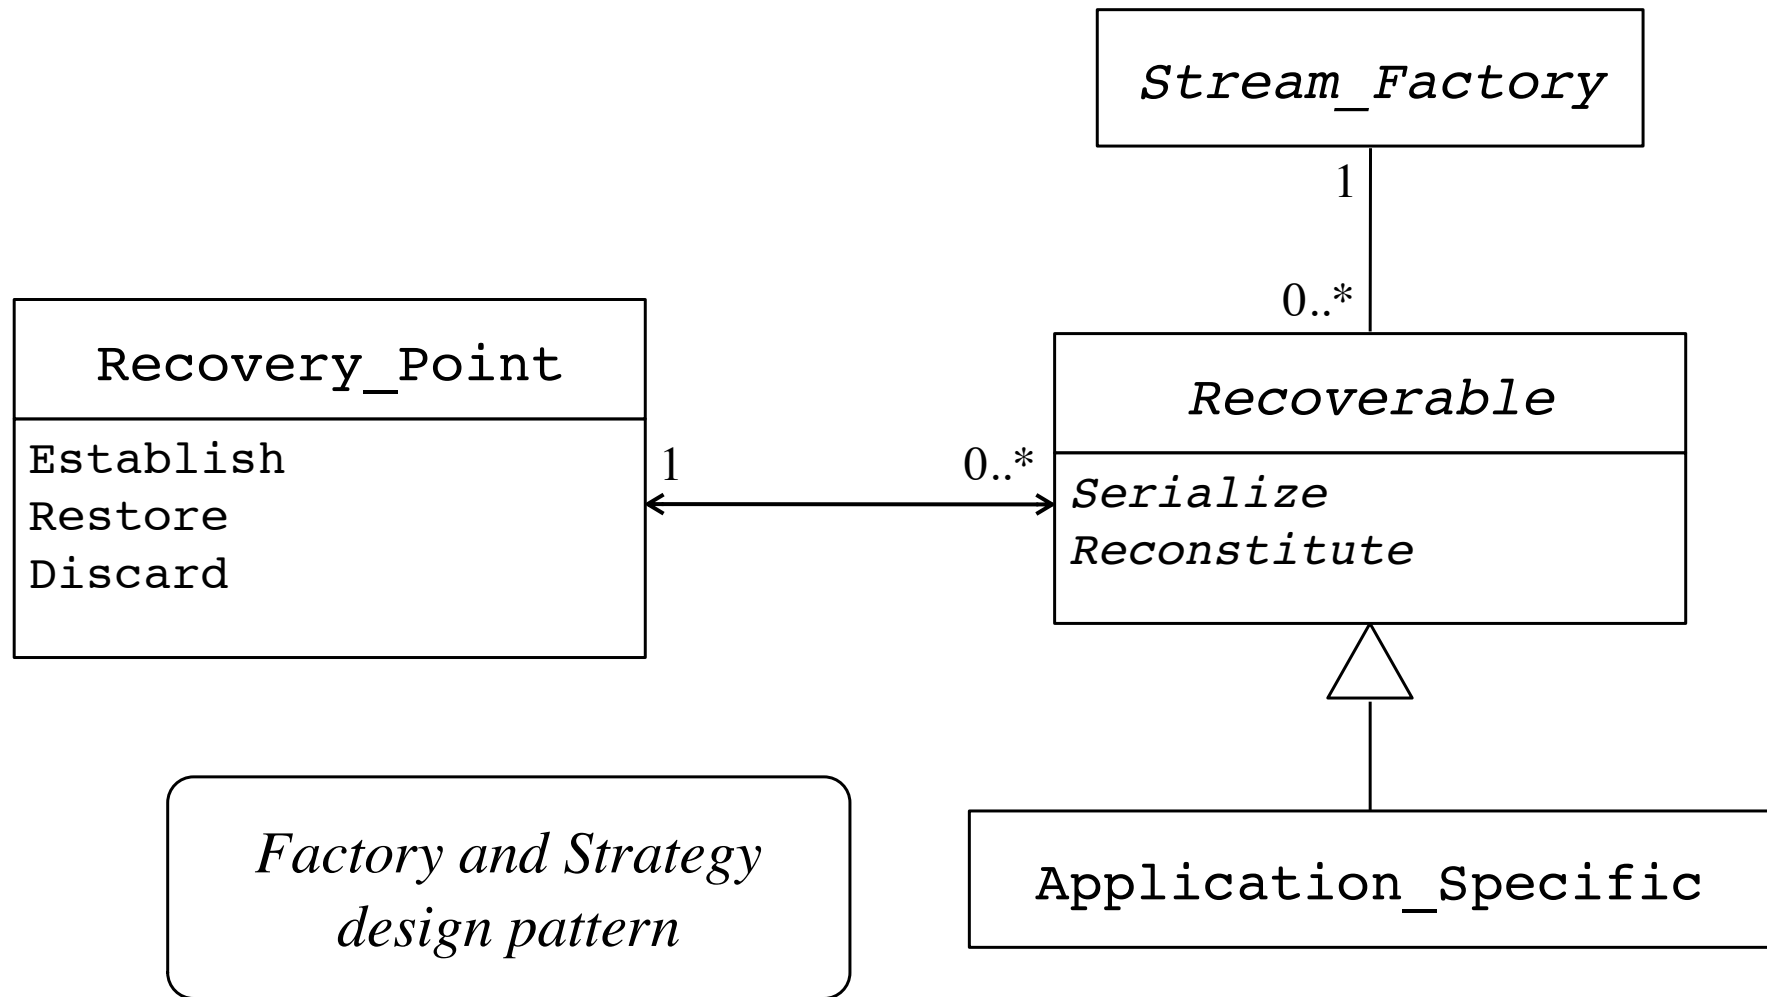 Stream_Factory
1
0..*
Recovery_Point
Establish
Restore
Discard
1
0..*
Recoverable
Serialize
Reconstitute
Application_Specific
Factory and Strategy
design pattern